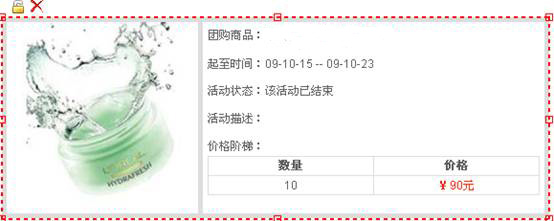 团购商品：
起至时间：09-10-15 -- 09-10-23
活动状态：该活动已结束
活动描述：
价格阶梯：
数量 价格
10 ￥90元
HYDRAFRESH